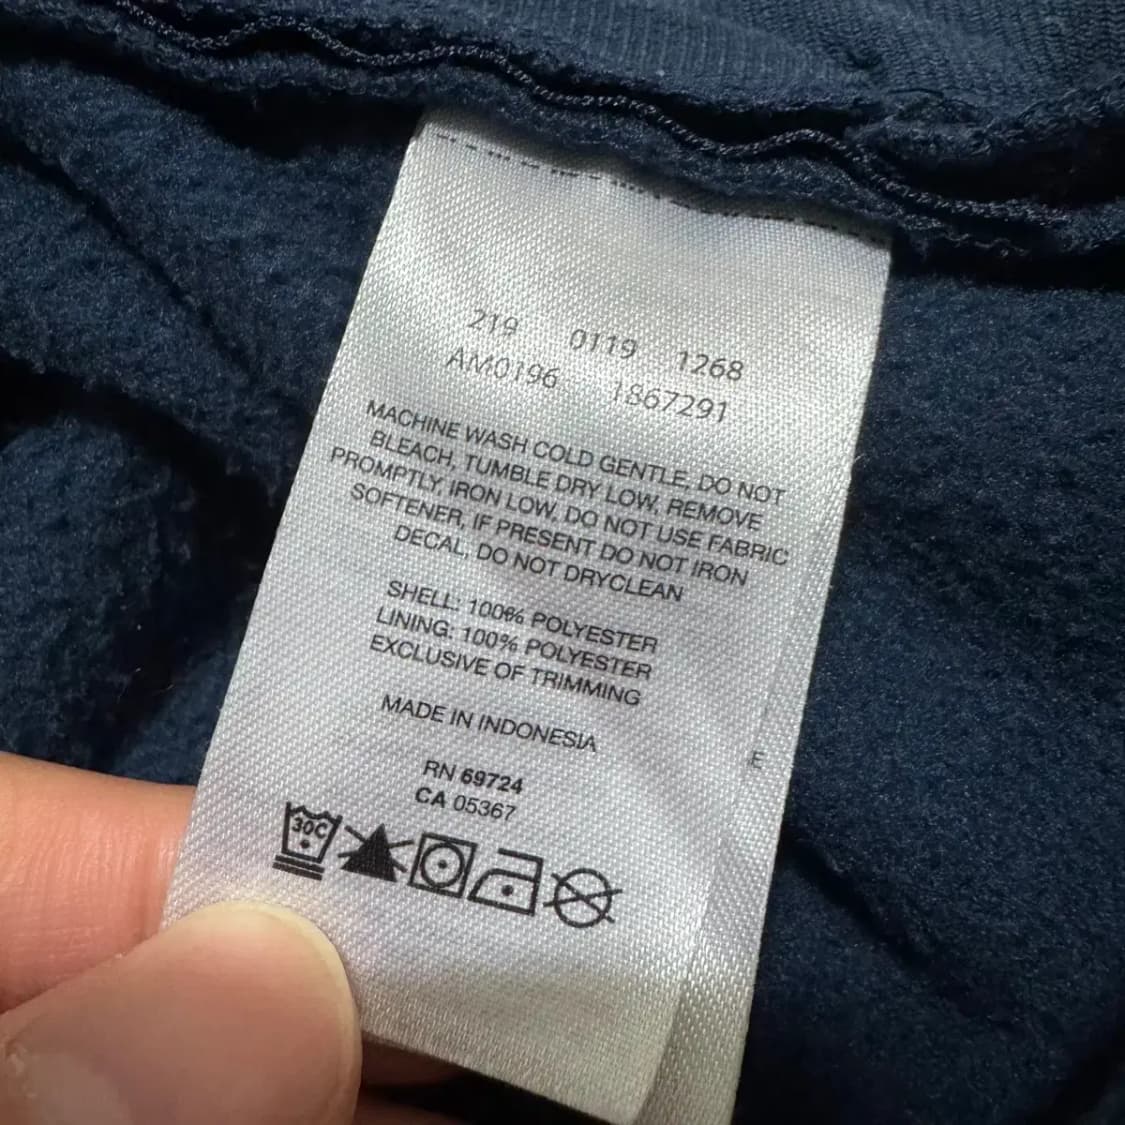 219 0119 1268
AM0196 1867291
MACHINE WASH COLD GENTLE, DO NOT
BLEACH, TUMBLE DRY LOW, REMOVE
PROMPTLY, IRON LOW, DO NOT USE FABRIC
SOFTENER, IF PRESENT DO NOT IRON
DECAL, DO NOT DRYCLEAN
SHELL: 100% POLYESTER
LINING: 100% POLYESTER
EXCLUSIVE OF TRIMMING
MADE IN INDONESIA
E
RN 69724
CA 05367
30C